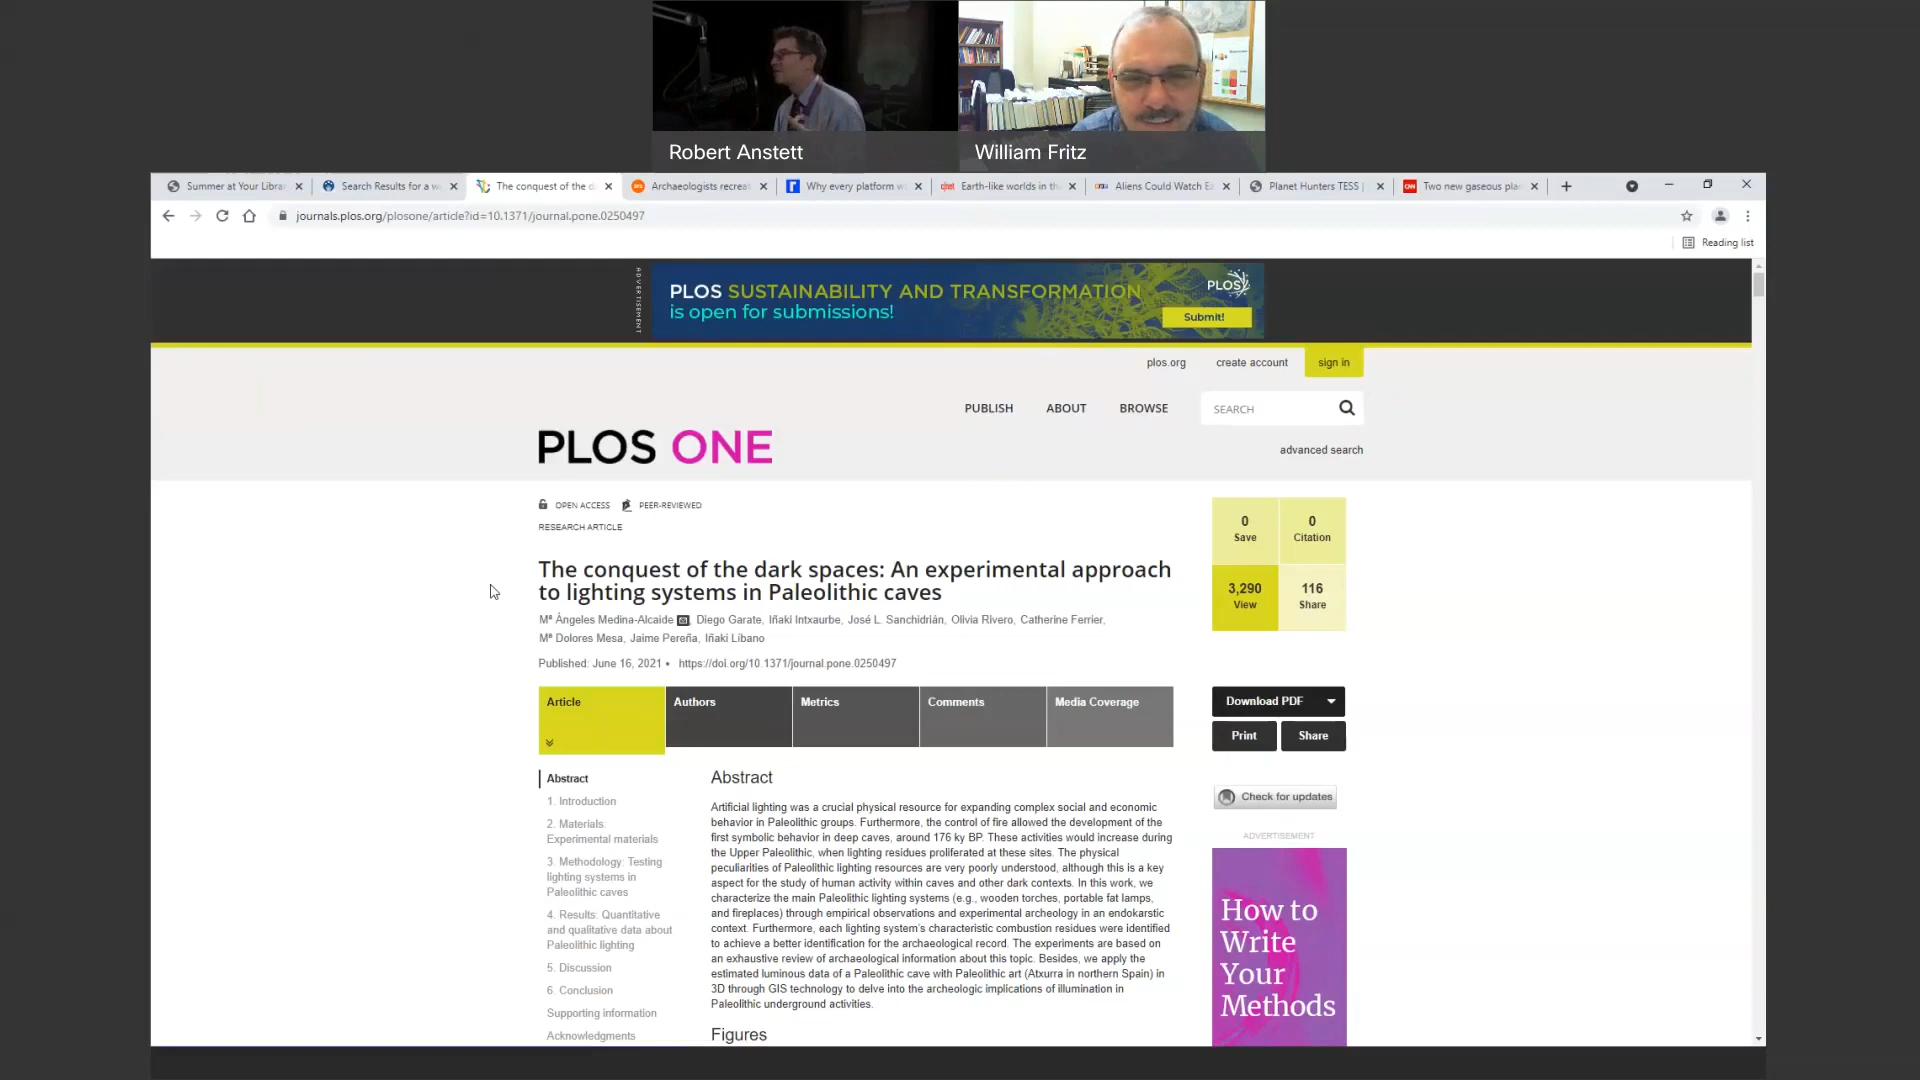 Robert Anstett
William Fritz
Summer at Your Libra
Search Results for a w
The conquest of the d
Archaeologists recreat
Why every platform w
cnet Earth-like worlds in th
Aliens Could Watch E
Planet Hunters TESS |
CNN Two new gaseous pla
journals.plos.org/plosone/article?id=10.1371/journal.pone.0250497
Reading list
ADVERTISEMENT
PLOS SUSTAINABILITY AND TRANSFORMATION
is open for submissions!
PLOS
Submit!
plos.org
create account
sign in
PUBLISH
ABOUT
BROWSE
SEARCH
PLOS ONE
advanced search
OPEN ACCESS
PEER-REVIEWED
RESEARCH ARTICLE
The conquest of the dark spaces: An experimental approach
to lighting systems in Paleolithic caves
Mª Ángeles Medina-Alcaide, Diego Garate, Iñaki Intxaurbe, José L. Sanchidrián, Olivia Rivero, Catherine Ferrier,
Mª Dolores Mesa, Jaime Pereña, Iñaki Líbano
Published: June 16, 2021 • https://doi.org/10.1371/journal.pone.0250497
0
Save
0
Citation
3,290
View
116
Share
Article
Authors
Metrics
Comments
Media Coverage
Download PDF
Print
Share
Check for updates
Abstract
1. Introduction
2. Materials:
Experimental materials
3. Methodology: Testing
lighting systems in
Paleolithic caves
4. Results: Quantitative
and qualitative data about
Paleolithic lighting
5. Discussion
6. Conclusion
Supporting information
Acknowledgments
Abstract
Artificial lighting was a crucial physical resource for expanding complex social and economic
behavior in Paleolithic groups. Furthermore, the control of fire allowed the development of the
first symbolic behavior in deep caves, around 176 ky BP. These activities would increase during
the Upper Paleolithic, when lighting residues proliferated at these sites. The physical
peculiarities of Paleolithic lighting resources are very poorly understood, although this is a key
aspect for the study of human activity within caves and other dark contexts. In this work, we
characterize the main Paleolithic lighting systems (e.g., wooden torches, portable fat lamps,
and fireplaces) through empirical observations and experimental archeology in an endokarstic
context. Furthermore, each lighting system's characteristic combustion residues were identified
to achieve a better identification for the archaeological record. The experiments are based on
an exhaustive review of archaeological information about this topic. Besides, we apply the
estimated luminous data of a Paleolithic cave with Paleolithic art (Atxurra in northern Spain) in
3D through GIS technology to delve into the archeologic implications of illumination in
Paleolithic underground activities.
Figures
ADVERTISEMENT
How to
Write
Your
Methods